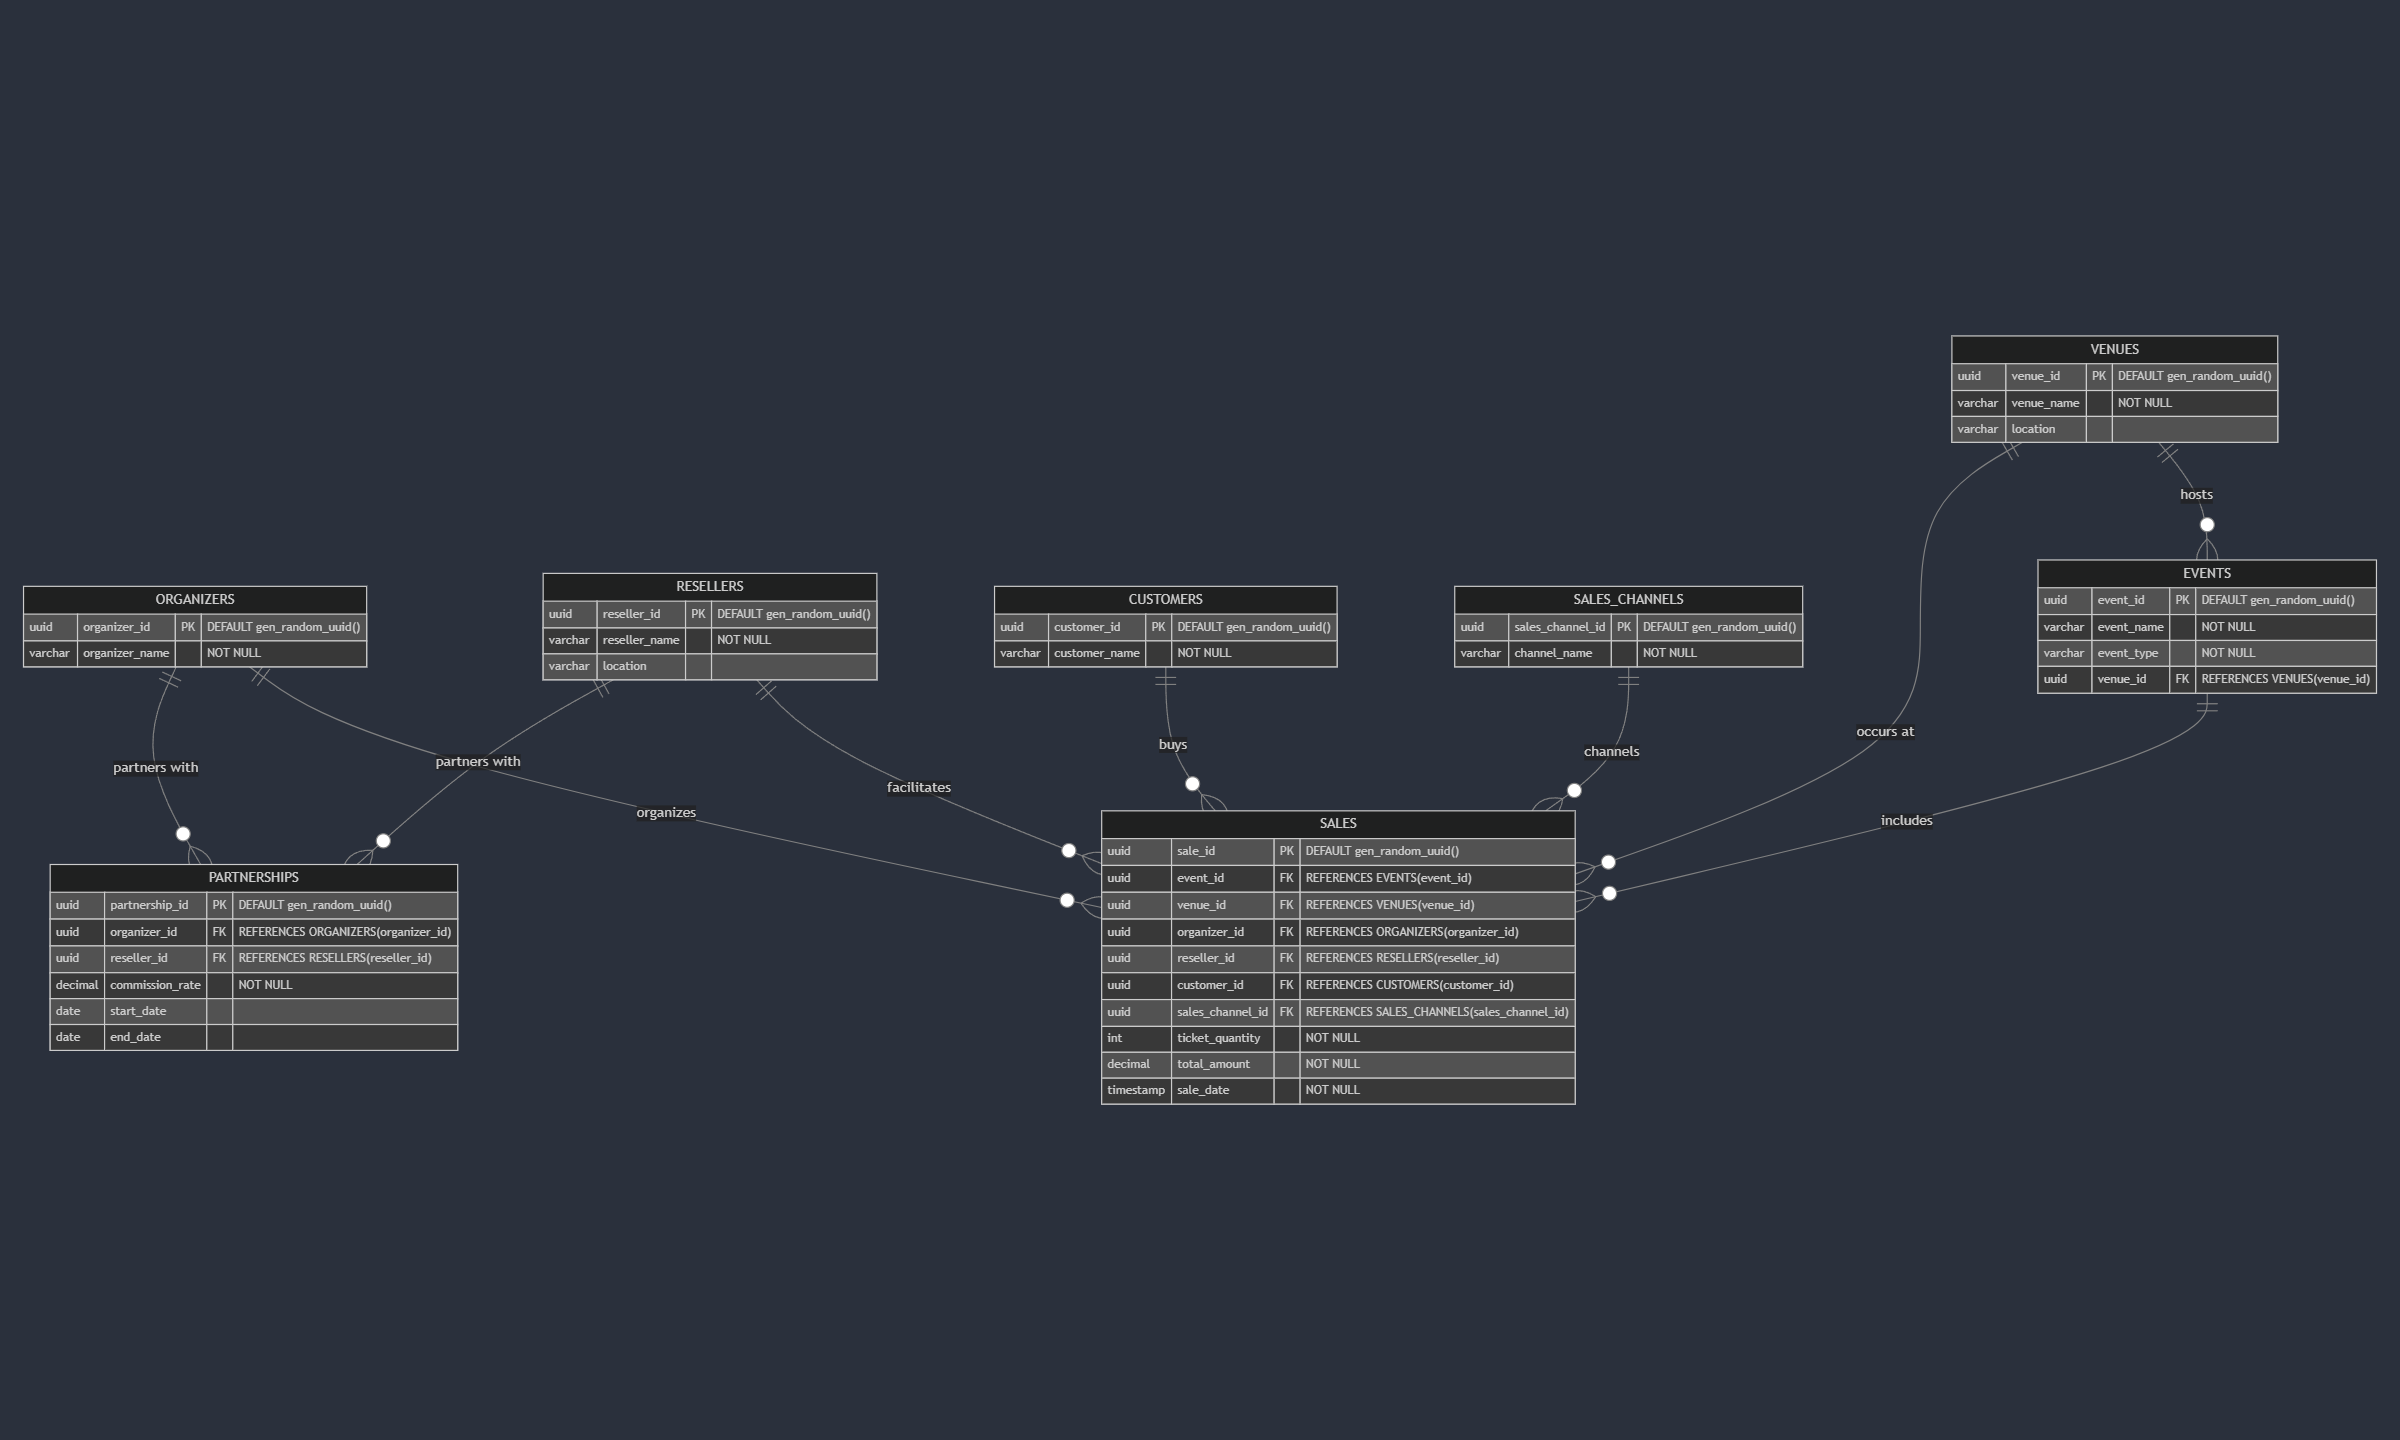 VENUES
uuid venue_id PK DEFAULT gen_random_uuid()
varchar venue_name NOT NULL
varchar location
hosts
ORGANIZERS
uuid organizer_id PK DEFAULT gen_random_uuid()
varchar organizer_name NOT NULL
RESELLERS
uuid reseller_id PK DEFAULT gen_random_uuid()
varchar reseller_name NOT NULL
varchar location
CUSTOMERS
uuid customer_id PK DEFAULT gen_random_uuid()
varchar customer_name NOT NULL
SALES_CHANNELS
uuid sales_channel_id PK DEFAULT gen_random_uuid()
varchar channel_name NOT NULL
EVENTS
uuid event_id PK DEFAULT gen_random_uuid()
varchar event_name NOT NULL
varchar event_type NOT NULL
uuid venue_id FK REFERENCES VENUES(venue_id)
partners with
partners with
organizes
facilitates
buys
channels
occurs at
includes
PARTNERSHIPS
uuid partnership_id PK DEFAULT gen_random_uuid()
uuid organizer_id FK REFERENCES ORGANIZERS(organizer_id)
uuid reseller_id FK REFERENCES RESELLERS(reseller_id)
decimal commission_rate NOT NULL
date start_date
date end_date
SALES
uuid sale_id PK DEFAULT gen_random_uuid()
uuid event_id FK REFERENCES EVENTS(event_id)
uuid venue_id FK REFERENCES VENUES(venue_id)
uuid organizer_id FK REFERENCES ORGANIZERS(organizer_id)
uuid reseller_id FK REFERENCES RESELLERS(reseller_id)
uuid customer_id FK REFERENCES CUSTOMERS(customer_id)
uuid sales_channel_id FK REFERENCES SALES_CHANNELS(sales_channel_id)
int ticket_quantity NOT NULL
decimal total_amount NOT NULL
timestamp sale_date NOT NULL